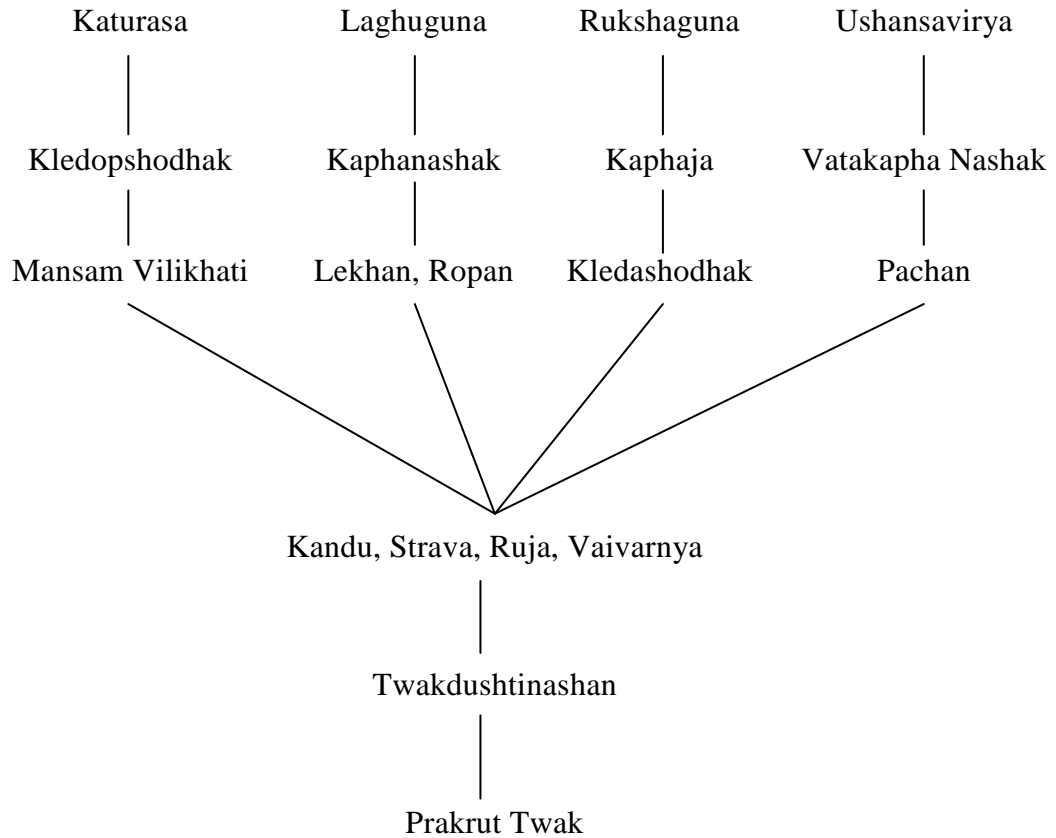 Katurasa Laghuguna Rukshaguna Ushansavirya
Kledopshodhak Kaphanashak Kaphaja Vatakapha Nashak
Mansam Vilikhati Lekhan, Ropan Kledashodhak Pachan
Kandu, Strava, Ruja, Vaivarnya
Twakdushtinashan
Prakrut Twak